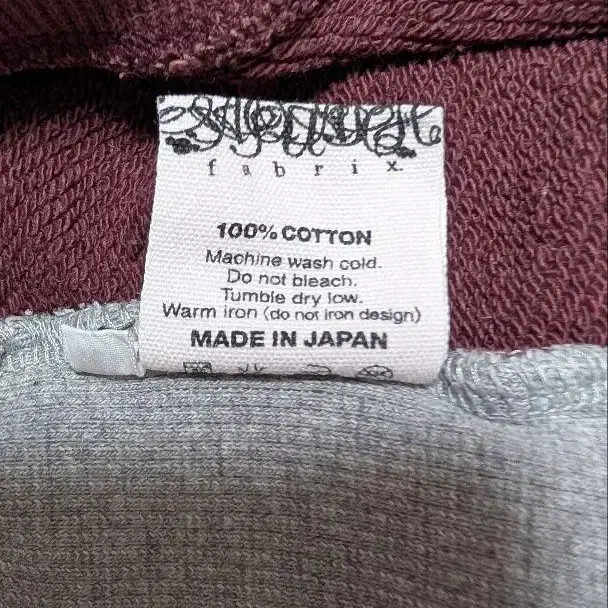 fabrix.
100% COTTON
Machine wash cold.
Do not bleach.
Tumble dry low.
Warm iron (do not iron design)
MADE IN JAPAN